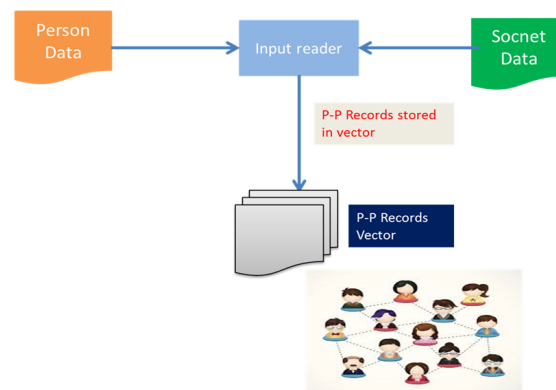 Person
Data
Input reader
Socnet
Data
P-P Records stored
in vector
P-P Records
Vector